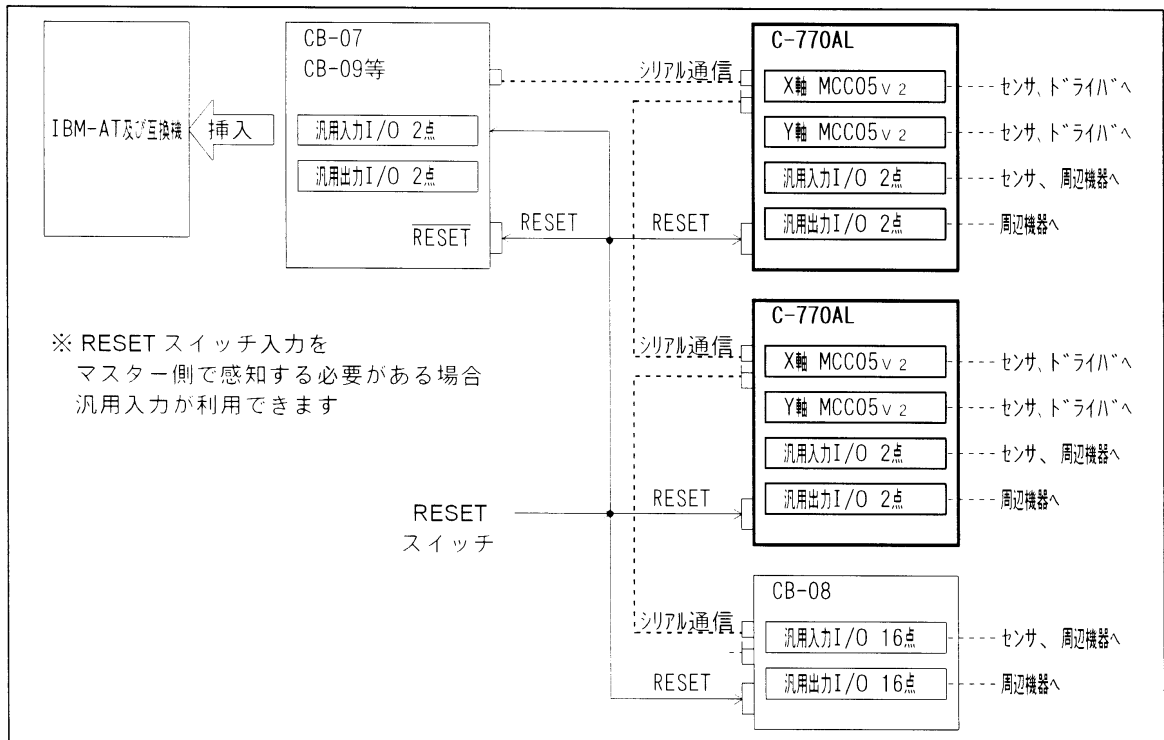 IBM-AT及び互換機
挿入
CB-07
CB-09等
汎用入力I/O 2点
汎用出力I/O 2点
RESET
RESET
RESET
シリアル通信
C-770AL
X軸 MCC05v2
センサ、ドライバへ
Y軸 MCC05v2
センサ、ドライバへ
汎用入力I/O 2点
センサ、周辺機器へ
汎用出力I/O 2点
周辺機器へ
※ RESET スイッチ入力を
マスター側で感知する必要がある場合
汎用入力が利用できます
シリアル通信
C-770AL
X軸 MCC05v2
センサ、ドライバへ
Y軸 MCC05v2
センサ、ドライバへ
汎用入力I/O 2点
センサ、周辺機器へ
汎用出力I/O 2点
周辺機器へ
RESET
スイッチ
RESET
シリアル通信
CB-08
汎用入力I/O 16点
センサ、周辺機器へ
汎用出力I/O 16点
周辺機器へ
RESET